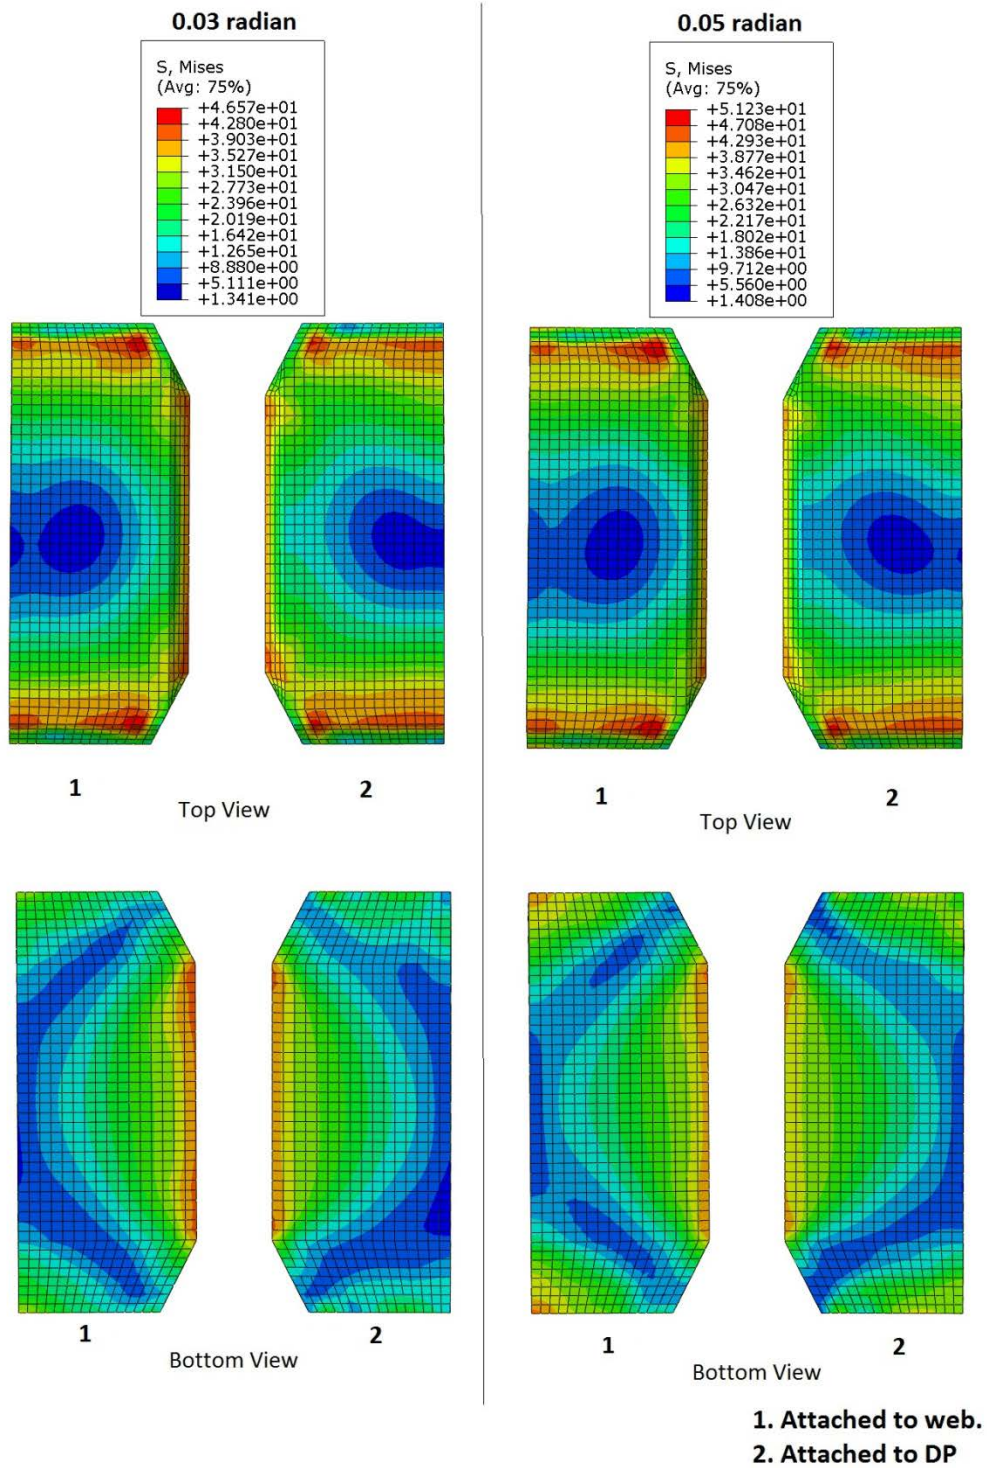 0.03 radian
S, Mises
(Avg: 75%)
+4.657e+01
+4.280e+01
+3.903e+01
+3.527e+01
+3.150e+01
+2.773e+01
+2.396e+01
+2.019e+01
+1.642e+01
+1.265e+01
+8.880e+00
+5.111e+00
+1.341e+00
0.05 radian
S, Mises
(Avg: 75%)
+5.123e+01
+4.708e+01
+4.293e+01
+3.877e+01
+3.462e+01
+3.047e+01
+2.632e+01
+2.217e+01
+1.802e+01
+1.386e+01
+9.712e+00
+5.560e+00
+1.408e+00
1 2
Top View
1 2
Top View
1 2
Bottom View
1 2
Bottom View
1. Attached to web.
2. Attached to DP